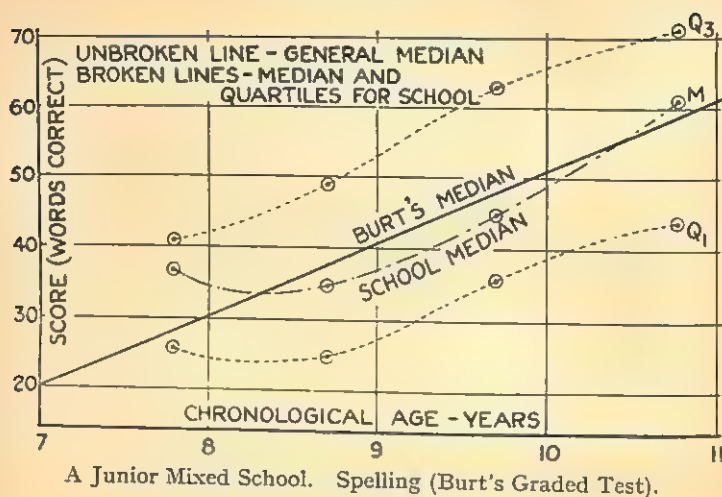 70
60
50
40
30
20
SCORE (WORDS CORRECT)
UNBROKEN LINE - GENERAL MEDIAN
BROKEN LINES - MEDIAN AND
QUARTILES FOR SCHOOL
Q3
M
BURT'S MEDIAN
SCHOOL MEDIAN
Q1
CHRONOLOGICAL AGE - YEARS
7 8 9 10 11
A Junior Mixed School. Spelling (Burt's Graded Test).